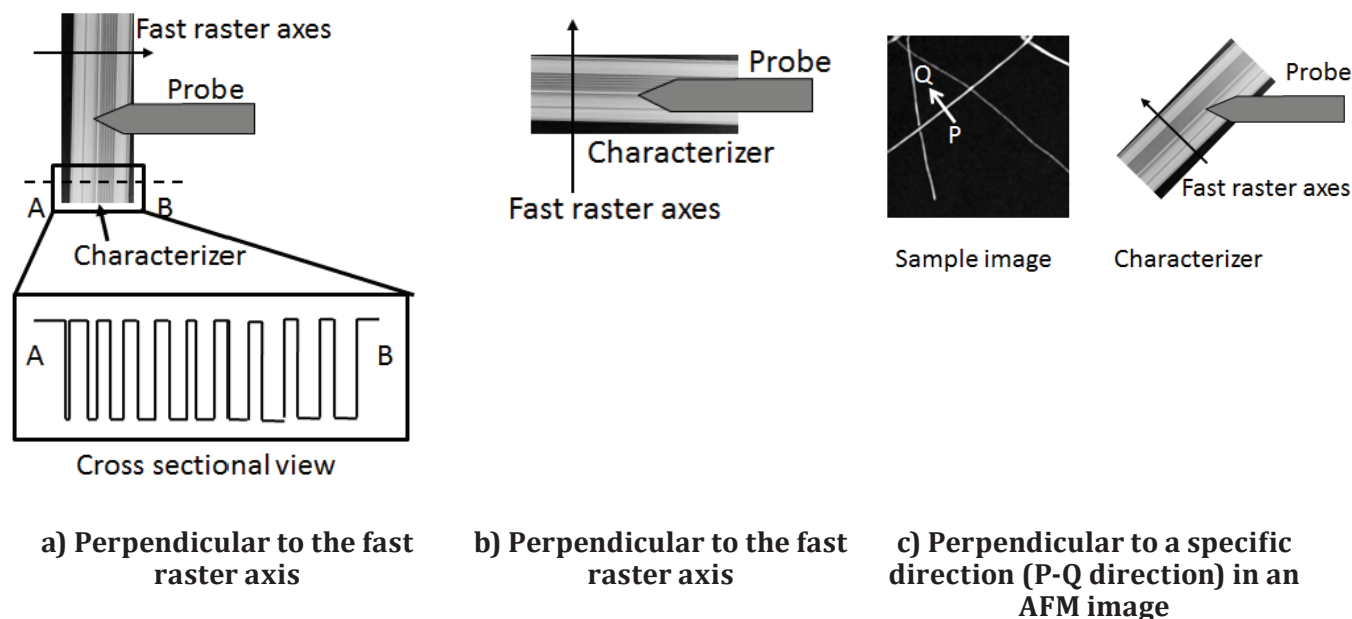 Fast raster axes
Probe
A
B
Characterizer
A
B
Cross sectional view
a) Perpendicular to the fast
raster axis
Probe
Characterizer
Fast raster axes
b) Perpendicular to the fast
raster axis
Q
P
Sample image
Probe
Fast raster axes
Characterizer
c) Perpendicular to a specific
direction (P-Q direction) in an
AFM image